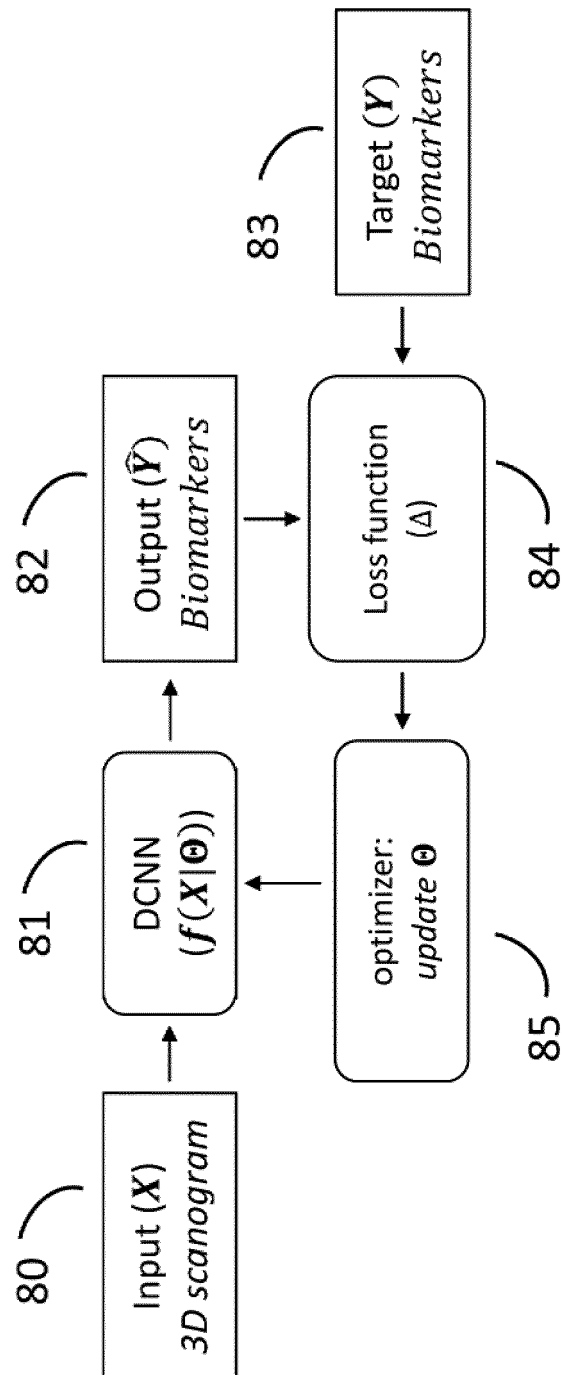 80
Input (X)
3D scanogram
81
DCNN
(f(X|Θ))
82
Output (Ŷ)
Biomarkers
83
Target (Y)
Biomarkers
Loss function
(Δ)
84
optimizer:
update Θ
85